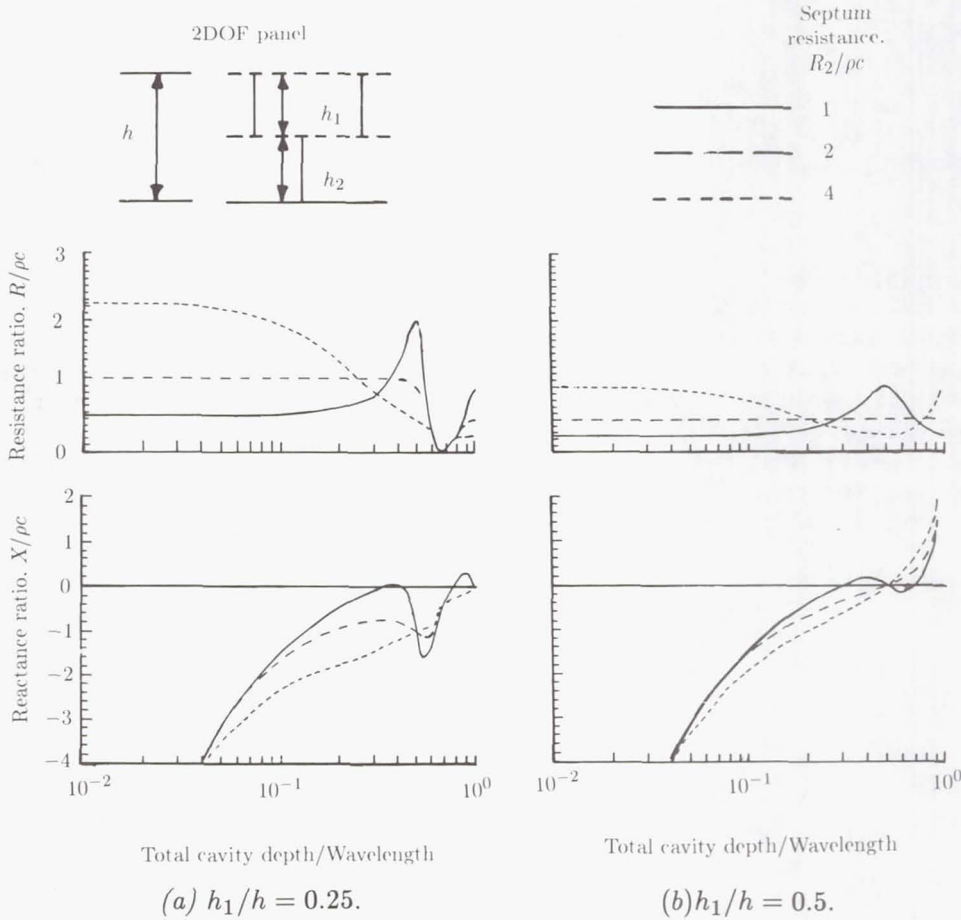 2DOF panel
h
h₁
h₂
Septum
resistance.
R₂/ρc
1
2
4
Resistance ratio. R/ρc
3
2
1
0
Reactance ratio. X/ρc
2
1
0
−1
−2
−3
−4
10⁻²
10⁻¹
10⁰
10⁻²
10⁻¹
10⁰
Total cavity depth/Wavelength
Total cavity depth/Wavelength
(a) h₁/h = 0.25.
(b)h₁/h = 0.5.